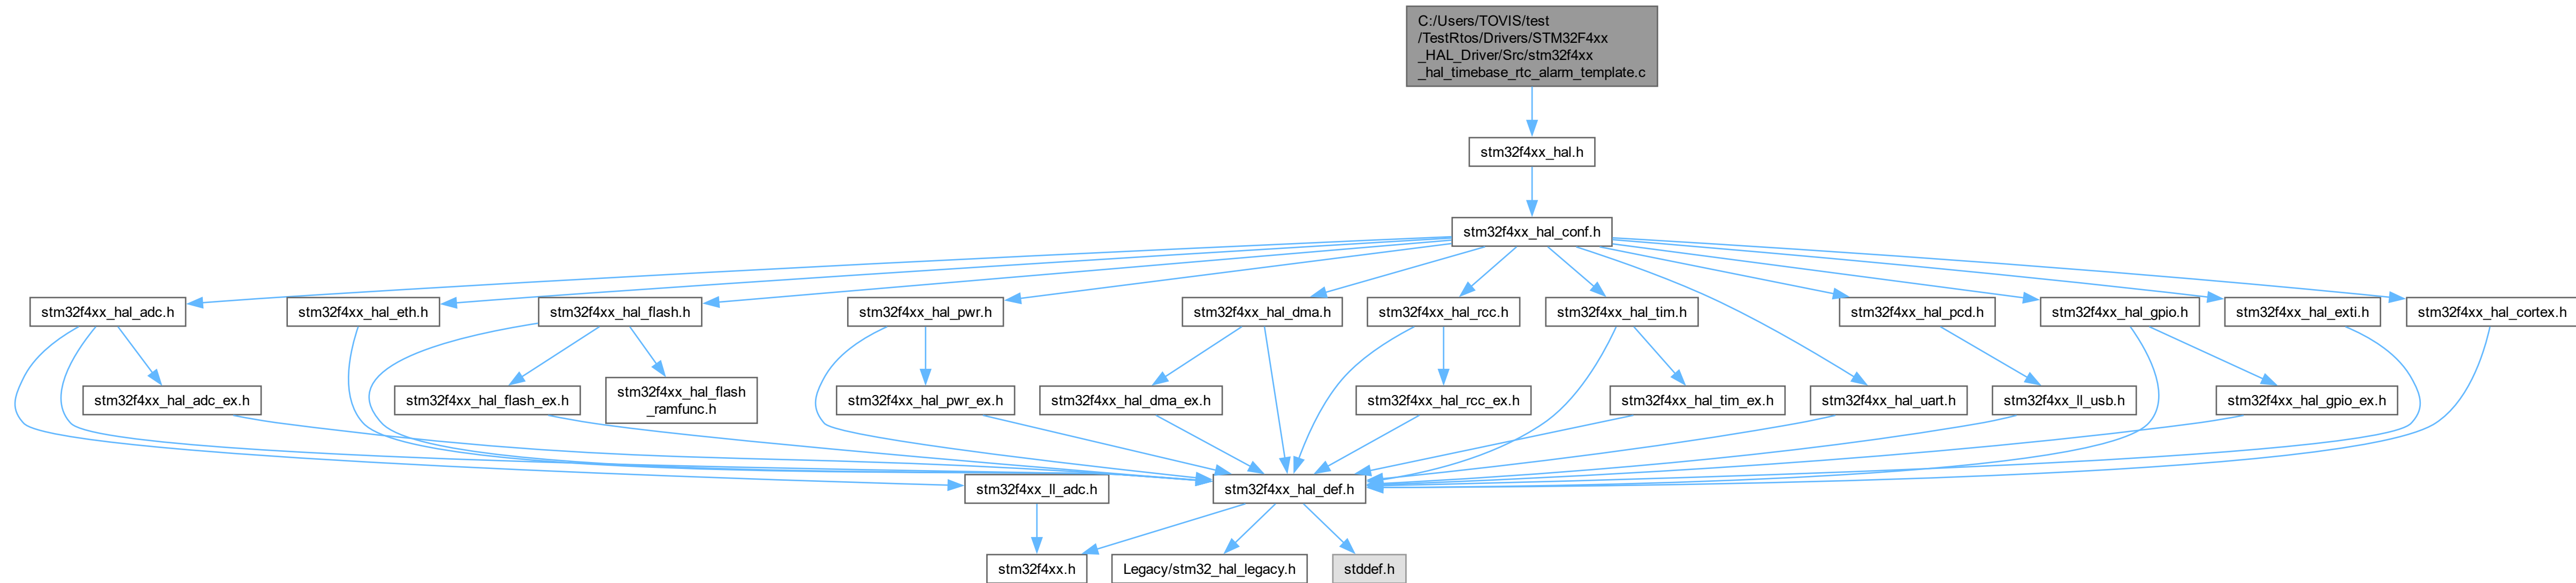 C:/Users/TOVIS/test
/TestRtos/Drivers/STM32F4xx
_HAL_Driver/Src/stm32f4xx
_hal_timebase_rtc_alarm_template.c
stm32f4xx_hal.h
stm32f4xx_hal_conf.h
stm32f4xx_hal_adc.h
stm32f4xx_hal_eth.h
stm32f4xx_hal_flash.h
stm32f4xx_hal_pwr.h
stm32f4xx_hal_dma.h
stm32f4xx_hal_rcc.h
stm32f4xx_hal_tim.h
stm32f4xx_hal_pcd.h
stm32f4xx_hal_gpio.h
stm32f4xx_hal_exti.h
stm32f4xx_hal_cortex.h
stm32f4xx_hal_adc_ex.h
stm32f4xx_hal_flash_ex.h
stm32f4xx_hal_flash
_ramfunc.h
stm32f4xx_hal_pwr_ex.h
stm32f4xx_hal_dma_ex.h
stm32f4xx_hal_rcc_ex.h
stm32f4xx_hal_tim_ex.h
stm32f4xx_hal_uart.h
stm32f4xx_ll_usb.h
stm32f4xx_hal_gpio_ex.h
stm32f4xx_ll_adc.h
stm32f4xx_hal_def.h
stm32f4xx.h
Legacy/stm32_hal_legacy.h
stddef.h